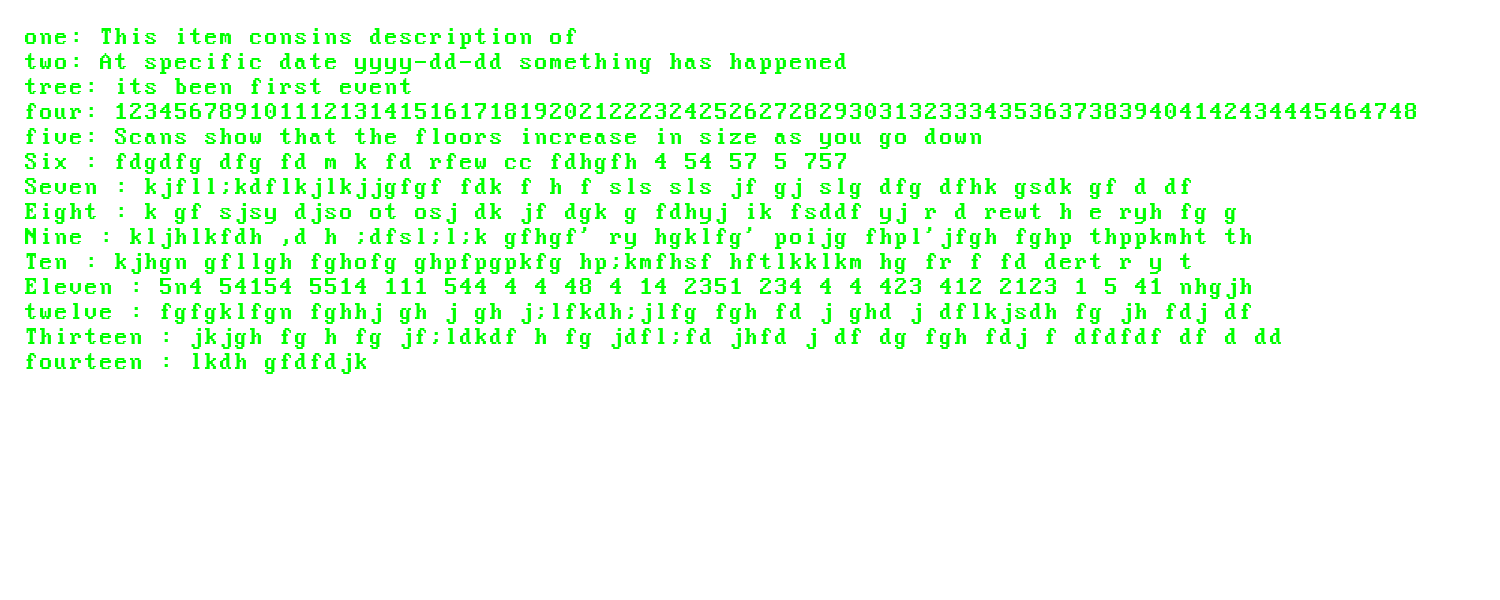 one: This item consins description of
two: At specific date yyyy-dd-dd something has happened
tree: its been first event
four: 123456789101112131415161718192021222324252627282930313233343536373839404142434445464748
five: Scans show that the floors increase in size as you go down
Six : fdgdfg dfg fd m k fd rfew cc fdhgfh 4 54 57 5 757
Seven : kjfll;kdflkjlkjjgfgf fdk f h f sls sls jf gj slg dfg dfhk gsdk gf d df
Eight : k gf sjsy djso ot osj dk jf dgk g fdhyj ik fsddf yj r d rewt h e ryh fg g
Nine : kljhlkfdh ,d h ;dfsl;l;k gfhgf' ry hgklfg' poijg fhpl'jfgh fghp thppkmht th
Ten : kjhgn gfllgh fghofg ghpfpgpkfg hp;kmfhsf hftlkklkm hg fr f fd dert r y t
Eleven : 5n4 54154 5514 111 544 4 4 48 4 14 2351 234 4 4 423 412 2123 1 5 41 nhgjh
twelve : fgfgklfgn fghhj gh j gh j;lfkdh;jlfg fgh fd j ghd j dflkjsdh fg jh fdj df
Thirteen : jkjgh fg h fg jf;ldkdf h fg jdfl;fd jhfd j df dg fgh fdj f dfdfdf df d dd
fourteen : lkdh gfdfdjk